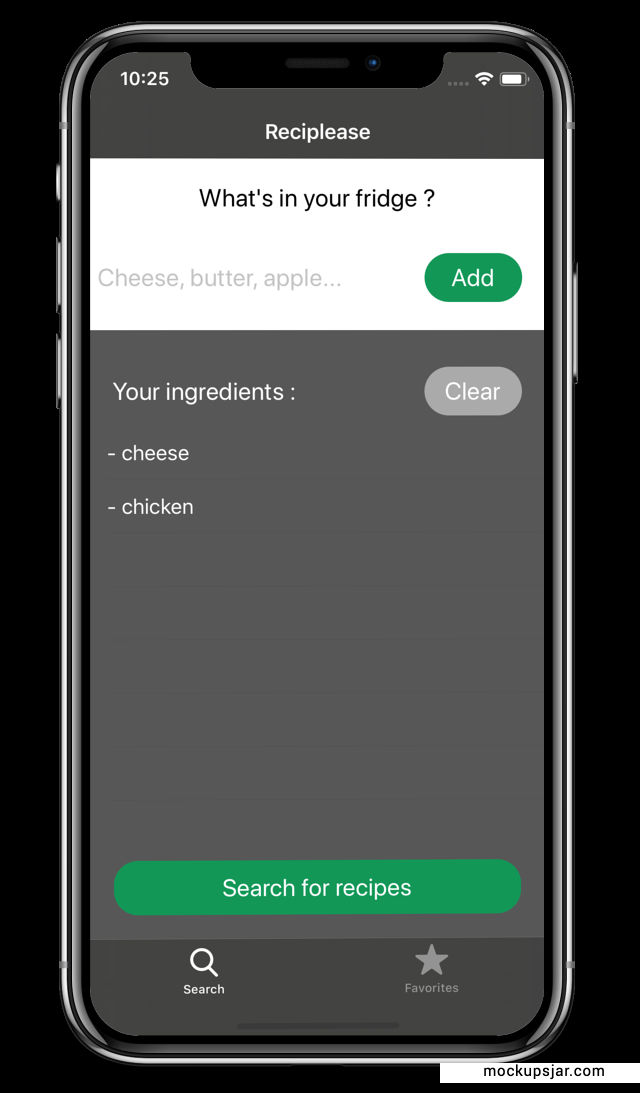 10:25
Reciplease
What's in your fridge ?
Cheese, butter, apple...
Add
Your ingredients :
Clear
- cheese
- chicken
Search for recipes
Search
Favorites
mockupsjar.com